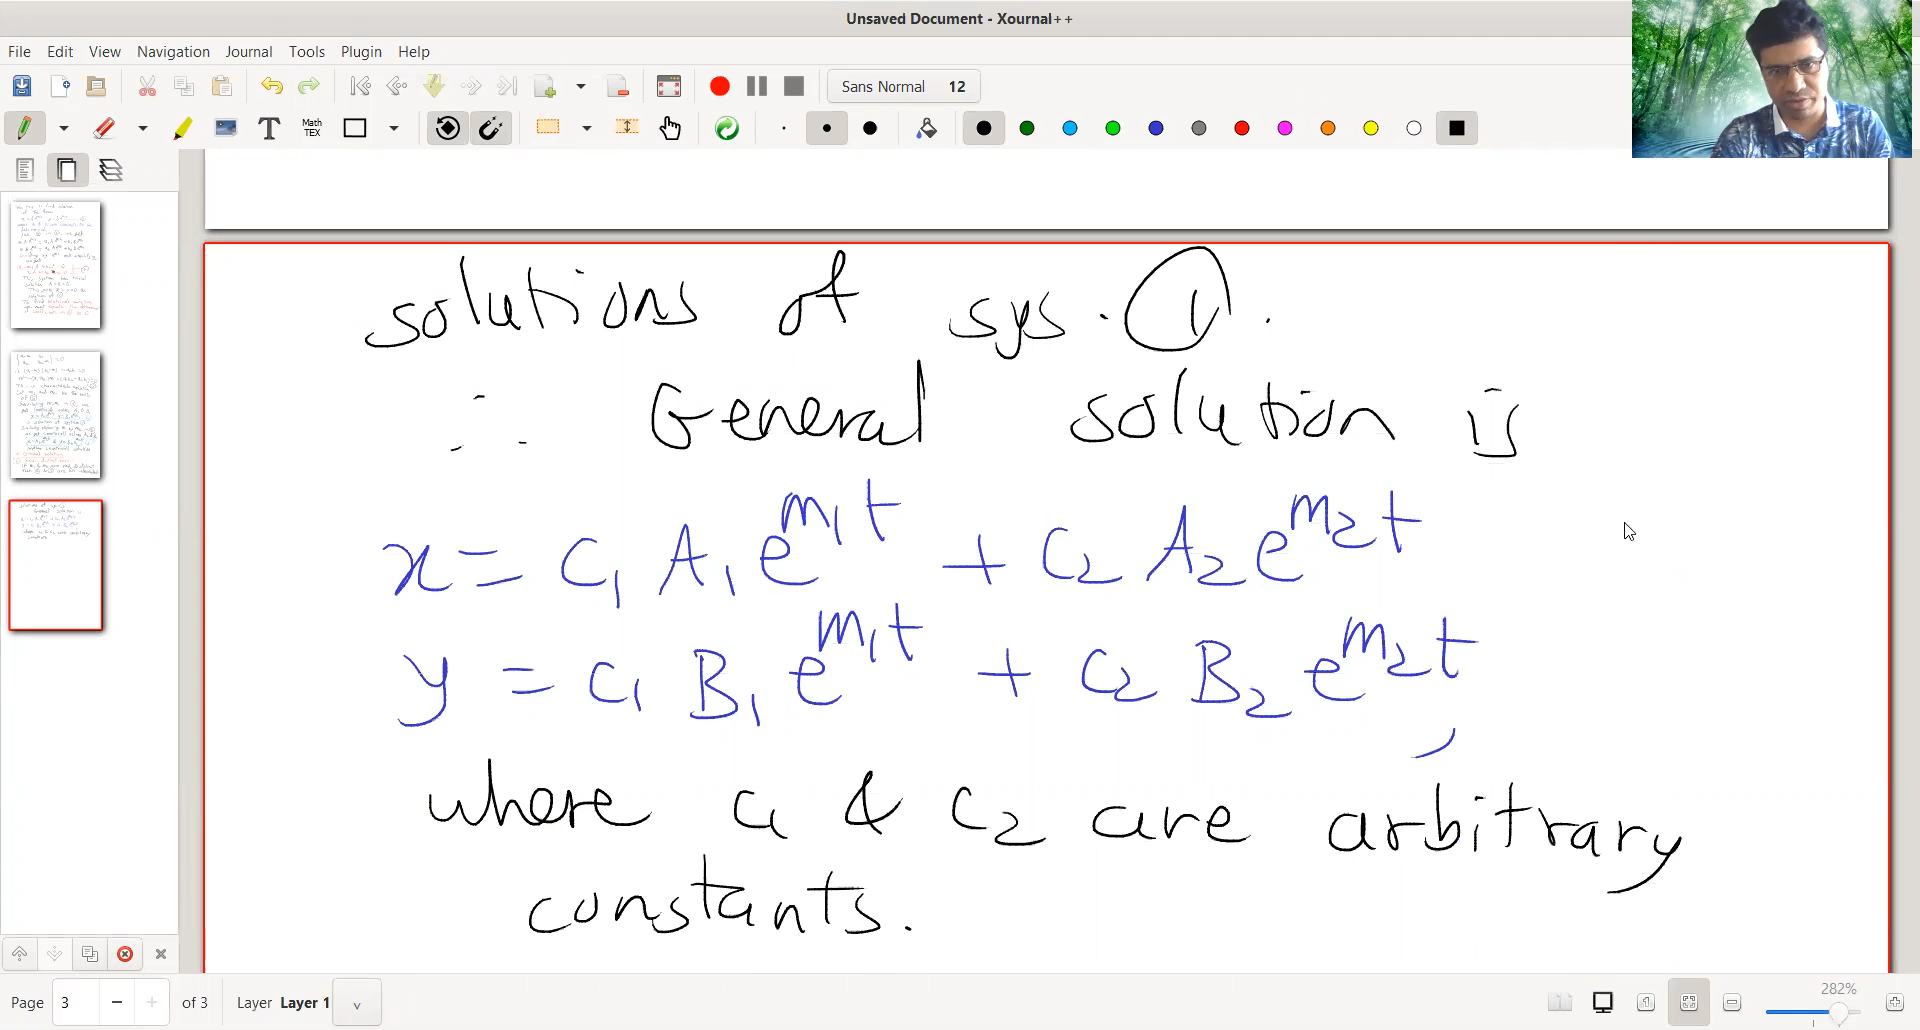 Unsaved Document - Xournal++
File Edit View Navigation Journal Tools Plugin Help
Sans Normal 12
Math
TEX
solutions of sys. ①.
∴ General solution is
x = c₁ A₁ e^{m₁t} + c₂ A₂ e^{m₂t}
y = c₁ B₁ e^{m₁t} + c₂ B₂ e^{m₂t},
where c₁ & c₂ are arbitrary
constants.
Page 3 of 3 Layer Layer 1
282%